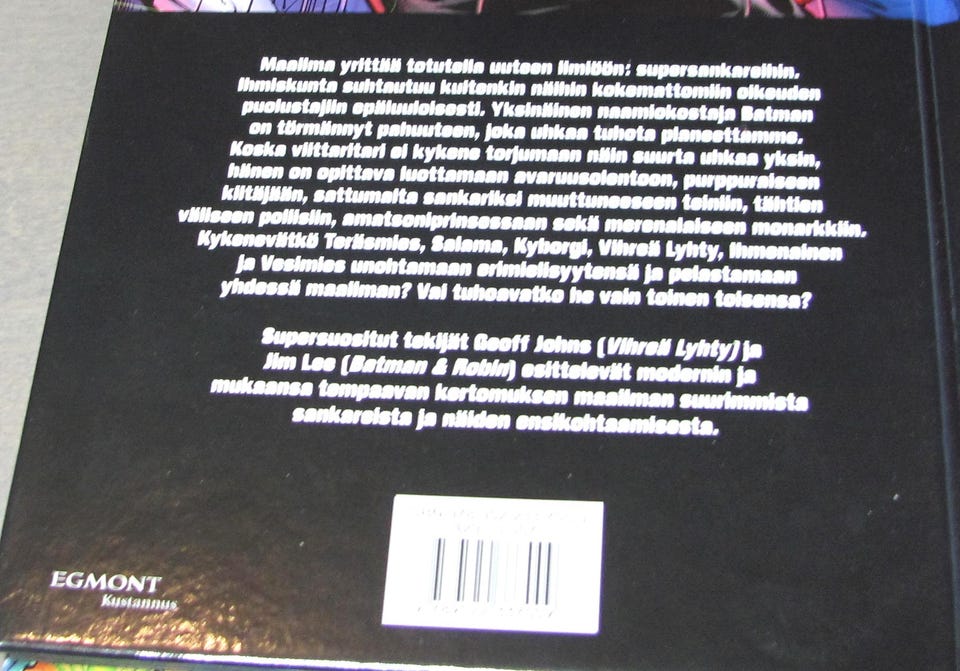 Maailma yrittää totutella uuteen ilmiöön: supersankareihin.
Ihmiskunta suhtautuu kuitenkin näihin kokemattomiin oikeuden
puolustajiin epäluuloisesti. Yksinäinen naamiokostaja Batman
on törmännyt pahuuteen, joka uhkaa tuhota planeettamme.
Koska viittaritari ei kykene torjumaan näin suurta uhkaa yksin,
hänen on opittava luottamaan avaruusolentoon, purppuraiseen
kiitäjään, sattumalta sankariksi muuttuneeseen teiniin, tähtien
väliseen poliisiin, amatsoniprinsessaan sekä merenalaiseen monarkkiin.
Kykenevätkö Teräsmies, Salama, Kyborgi, Vihreä Lyhty, Ihmenainen
ja Vesimies unohtamaan erimielisyytensä ja pelastamaan
yhdessä maailman? Vai tuhoavatko he vain toinen toisensa?
Supersuositut tekijät Geoff Johns (Vihreä Lyhty) ja
Jim Lee (Batman & Robin) esittelevät modernin ja
mukaansa tempaavan kertomuksen maailman suurimmista
sankareista ja näiden ensikohtaamisesta.
EGMONT
Kustannus